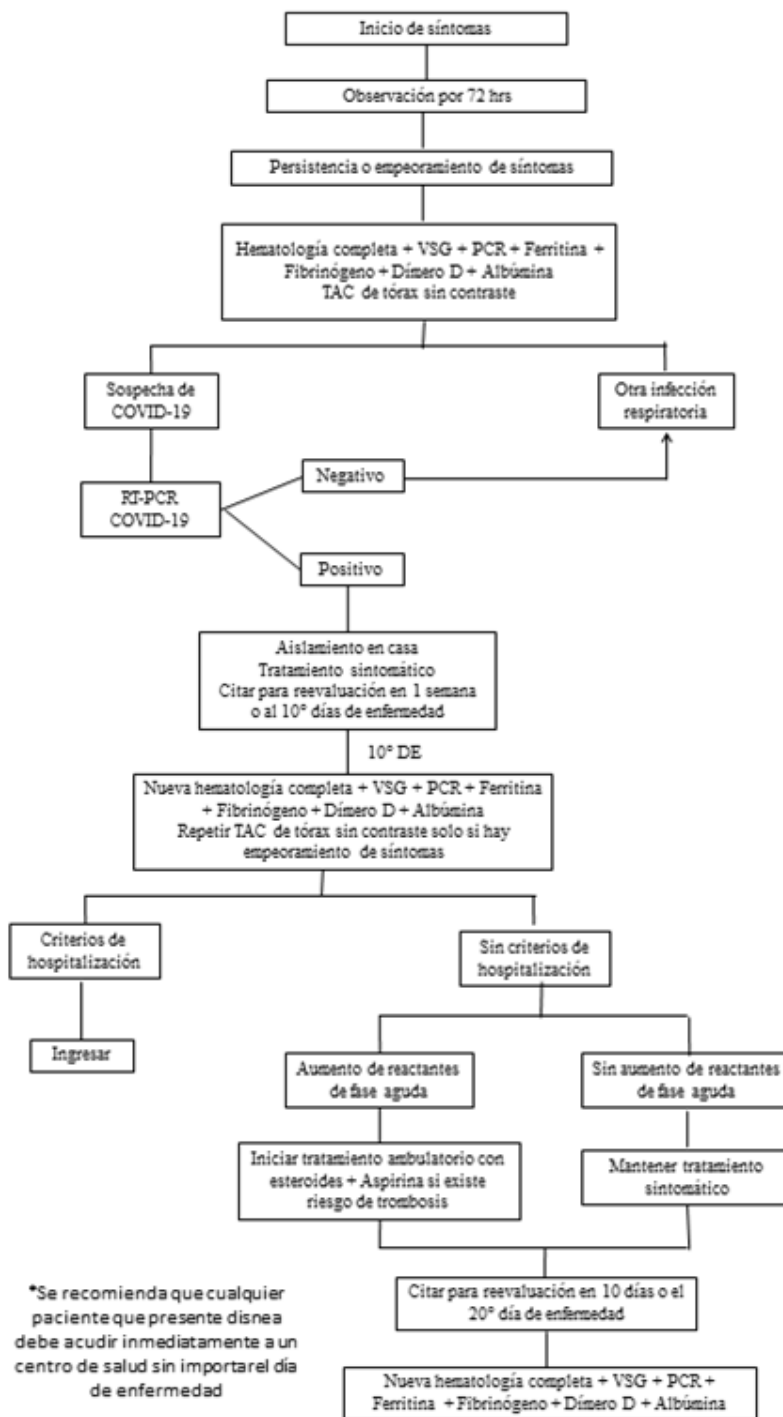 Inicio de síntomas
Observación por 72 hrs
Persistencia o empeoramiento de síntomas
Hematología completa + VSG + PCR + Ferritina +
Fibrinógeno + Dímero D + Albúmina
TAC de tórax sin contraste
Sospecha de
COVID-19
Otra infección
respiratoria
Negativo
RT-PCR
COVID-19
Positivo
Aislamiento en casa
Tratamiento sintomático
Citar para reevaluación en 1 semana
o al 10° días de enfermedad
10° DE
Nueva hematología completa + VSG + PCR + Ferritina
+ Fibrinógeno + Dímero D + Albúmina
Repetir TAC de tórax sin contraste solo si hay
empeoramiento de síntomas
Criterios de
hospitalización
Sin criterios de
hospitalización
Ingresar
Aumento de reactantes
de fase aguda
Sin aumento de reactantes
de fase aguda
Iniciar tratamiento ambulatorio con
esteroides + Aspirina si existe
riesgo de trombosis
Mantener tratamiento
sintomático
*Se recomienda que cualquier
paciente que presente disnea
debe acudir inmediatamente a un
centro de salud sin importar el día
de enfermedad
Citar para reevaluación en 10 días o el
20° día de enfermedad
Nueva hematología completa + VSG + PCR +
Ferritina + Fibrinógeno + Dímero D + Albúmina